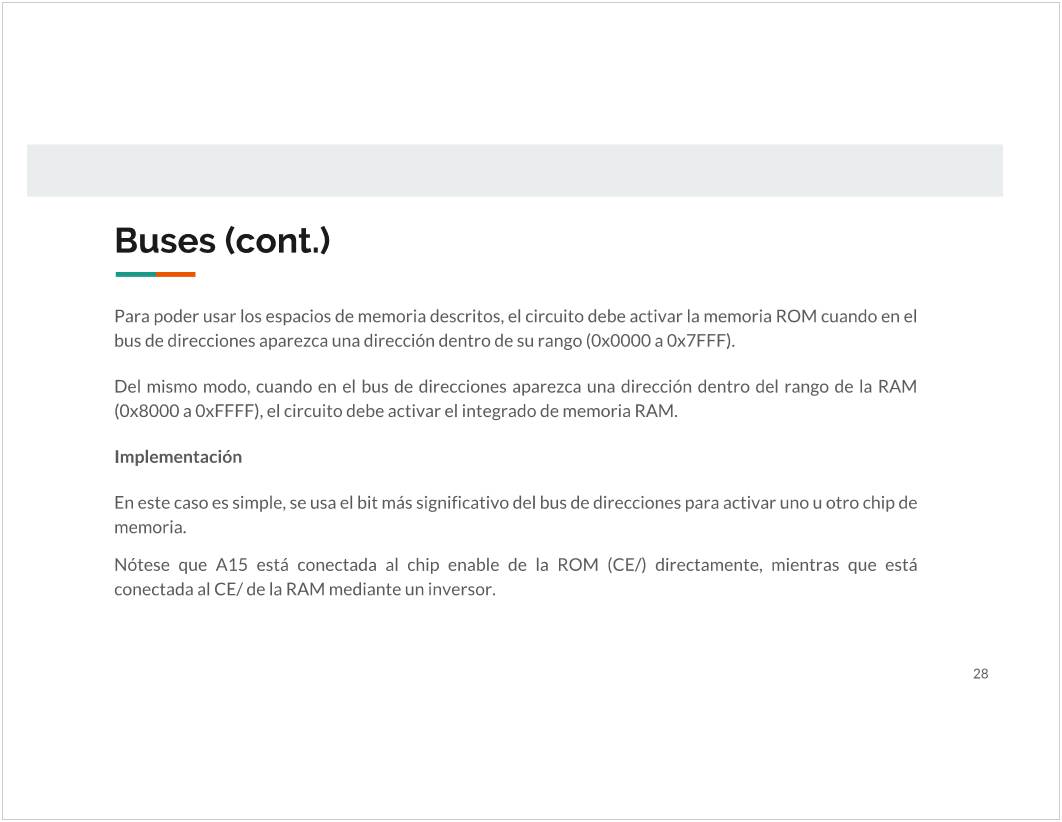 Buses (cont.)
Para poder usar los espacios de memoria descritos, el circuito debe activar la memoria ROM cuando en el
bus de direcciones aparezca una dirección dentro de su rango (0x0000 a 0x7FFF).
Del mismo modo, cuando en el bus de direcciones aparezca una dirección dentro del rango de la RAM
(0x8000 a 0xFFFF), el circuito debe activar el integrado de memoria RAM.
Implementación
En este caso es simple, se usa el bit más significativo del bus de direcciones para activar uno u otro chip de
memoria.
Nótese que A15 está conectada al chip enable de la ROM (CE/) directamente, mientras que está
conectada al CE/ de la RAM mediante un inversor.
28